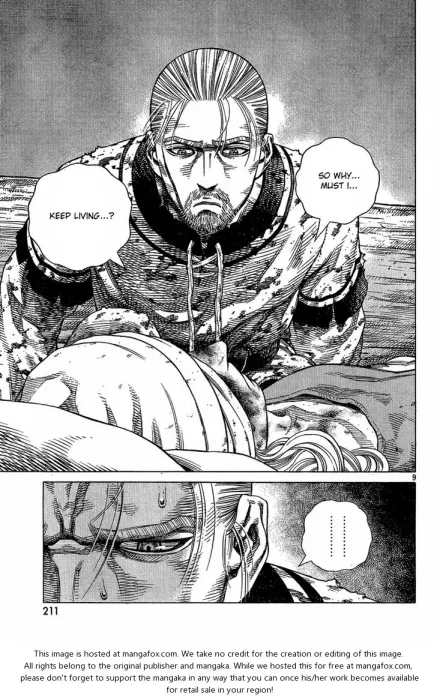 SO WHY...
MUST I...
KEEP LIVING...?
9
211
This image is hosted at mangafox.com. We take no credit for the creation or editing of this image.
All rights belong to the original publisher and mangaka. While we hosted this for free at mangafox.com,
please don't forget to support the mangaka in any way that you can once his/her work becomes available
for retail sale in your region!